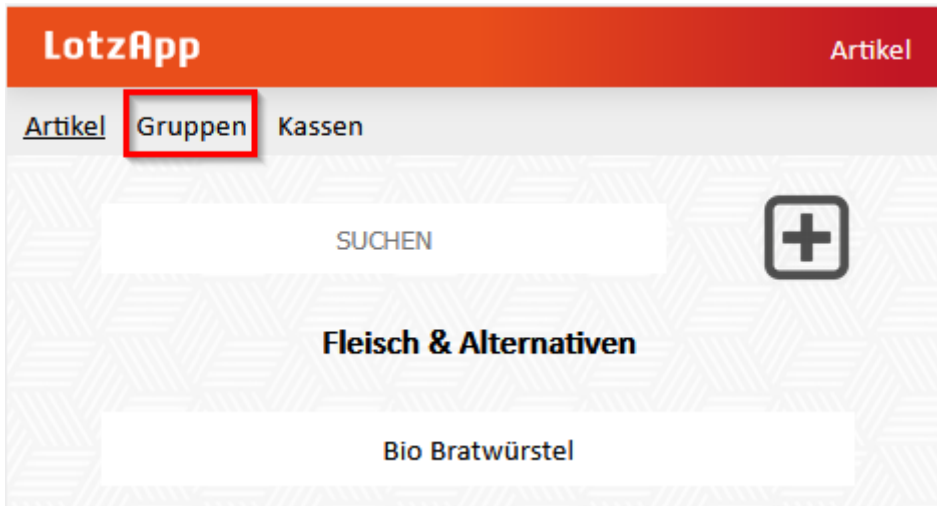 LotzApp Artikel
Artikel Gruppen Kassen
SUCHEN
Fleisch & Alternativen
Bio Bratwürstel